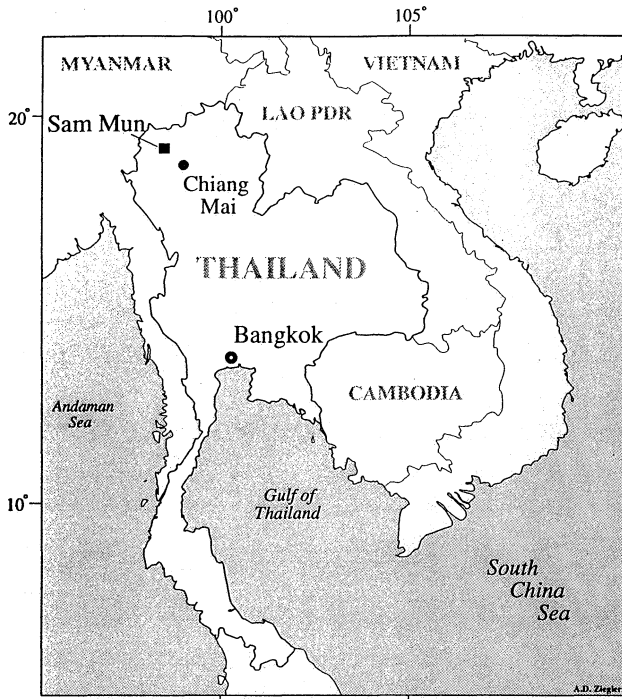 100° 105°
MYANMAR
VIETNAM
20°
LAO PDR
Sam Mun
Chiang
Mai
THAILAND
Bangkok
CAMBODIA
Andaman
Sea
10°
Gulf of
Thailand
South
China
Sea
A.D. Ziegler